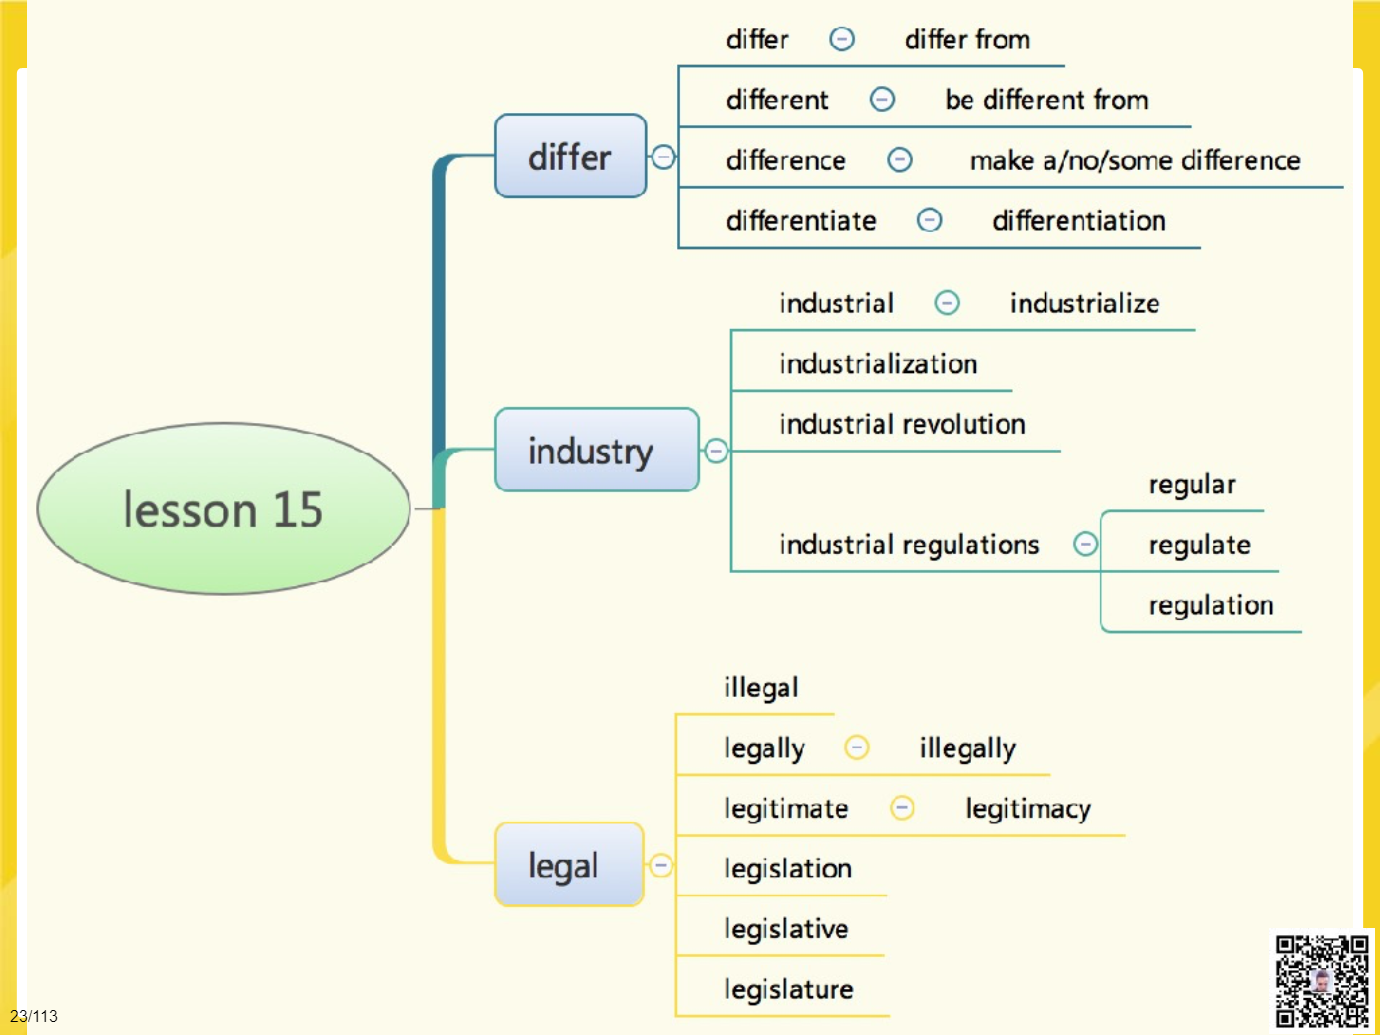 lesson 15
differ
differ
differ from
different
be different from
difference
make a/no/some difference
differentiate
differentiation
industry
industrial
industrialize
industrialization
industrial revolution
industrial regulations
regular
regulate
regulation
legal
illegal
legally
illegally
legitimate
legitimacy
legislation
legislative
legislature
23/113